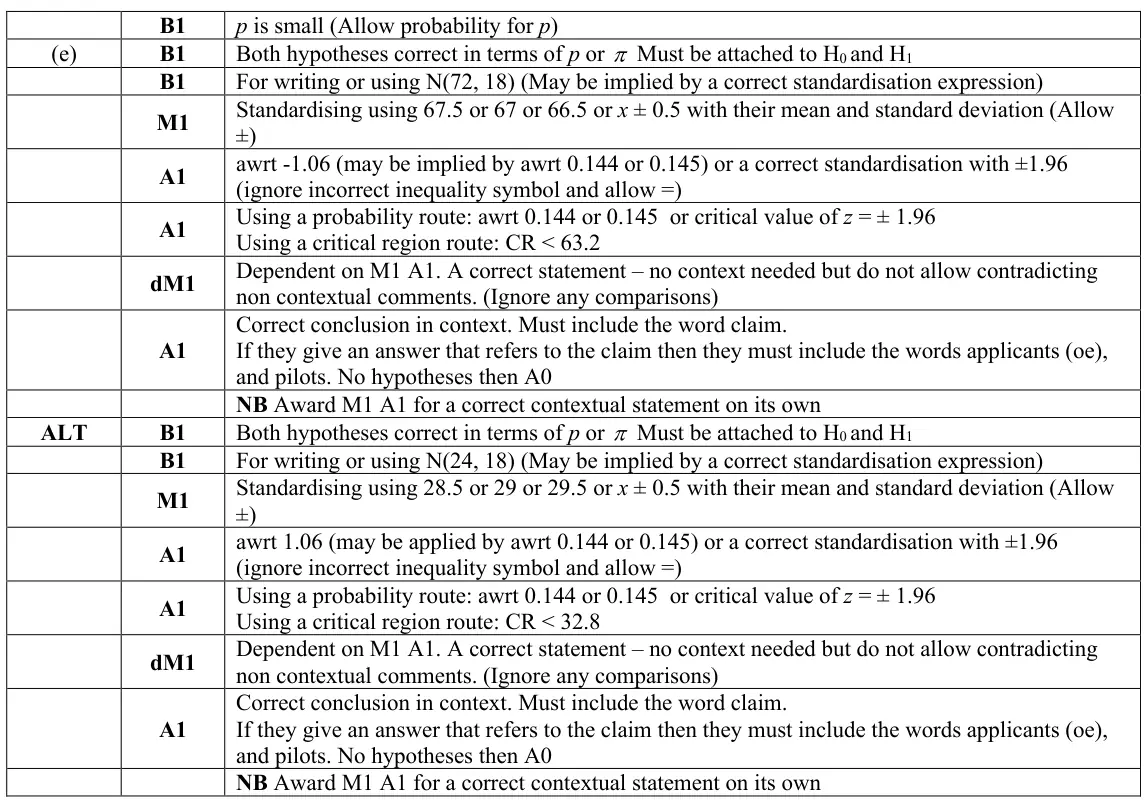 B1 p is small (Allow probability for p)
(e) B1 Both hypotheses correct in terms of p or π Must be attached to H₀ and H₁
B1 For writing or using N(72, 18) (May be implied by a correct standardisation expression)
M1 Standardising using 67.5 or 67 or 66.5 or x ± 0.5 with their mean and standard deviation (Allow
±)
A1 awrt -1.06 (may be implied by awrt 0.144 or 0.145) or a correct standardisation with ±1.96
(ignore incorrect inequality symbol and allow =)
A1 Using a probability route: awrt 0.144 or 0.145 or critical value of z = ± 1.96
Using a critical region route: CR < 63.2
dM1 Dependent on M1 A1. A correct statement – no context needed but do not allow contradicting
non contextual comments. (Ignore any comparisons)
A1 Correct conclusion in context. Must include the word claim.
If they give an answer that refers to the claim then they must include the words applicants (oe),
and pilots. No hypotheses then A0
NB Award M1 A1 for a correct contextual statement on its own
ALT B1 Both hypotheses correct in terms of p or π Must be attached to H₀ and H₁
B1 For writing or using N(24, 18) (May be implied by a correct standardisation expression)
M1 Standardising using 28.5 or 29 or 29.5 or x ± 0.5 with their mean and standard deviation (Allow
±)
A1 awrt 1.06 (may be applied by awrt 0.144 or 0.145) or a correct standardisation with ±1.96
(ignore incorrect inequality symbol and allow =)
A1 Using a probability route: awrt 0.144 or 0.145 or critical value of z = ± 1.96
Using a critical region route: CR < 32.8
dM1 Dependent on M1 A1. A correct statement – no context needed but do not allow contradicting
non contextual comments. (Ignore any comparisons)
A1 Correct conclusion in context. Must include the word claim.
If they give an answer that refers to the claim then they must include the words applicants (oe),
and pilots. No hypotheses then A0
NB Award M1 A1 for a correct contextual statement on its own